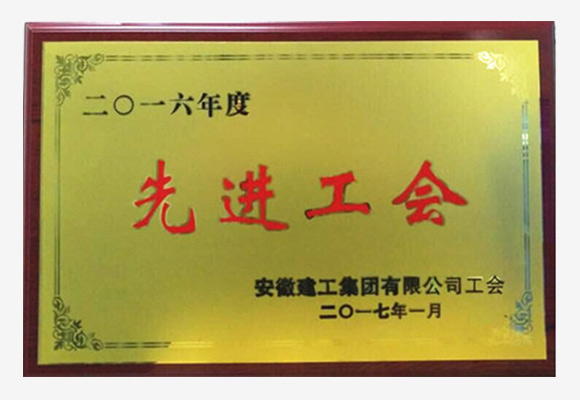 二〇一六年度
先进工会
安徽建工集团有限公司工会
二〇一七年一月